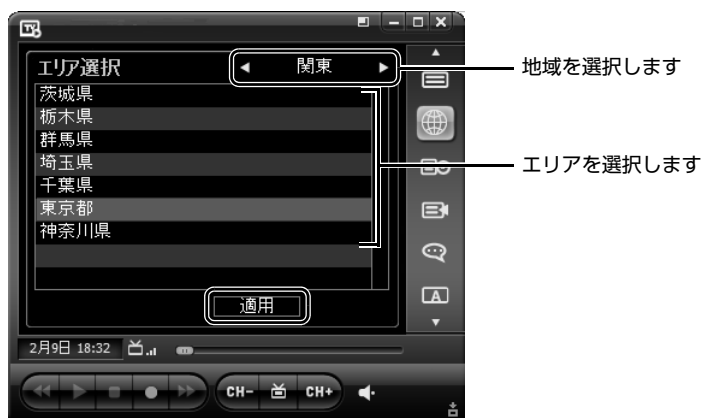 TV3
エリア選択
関東
地域を選択します
茨城県
栃木県
群馬県
埼玉県
千葉県
東京都
神奈川県
エリアを選択します
適用
A
2月9日 18:32
CH-
CH+